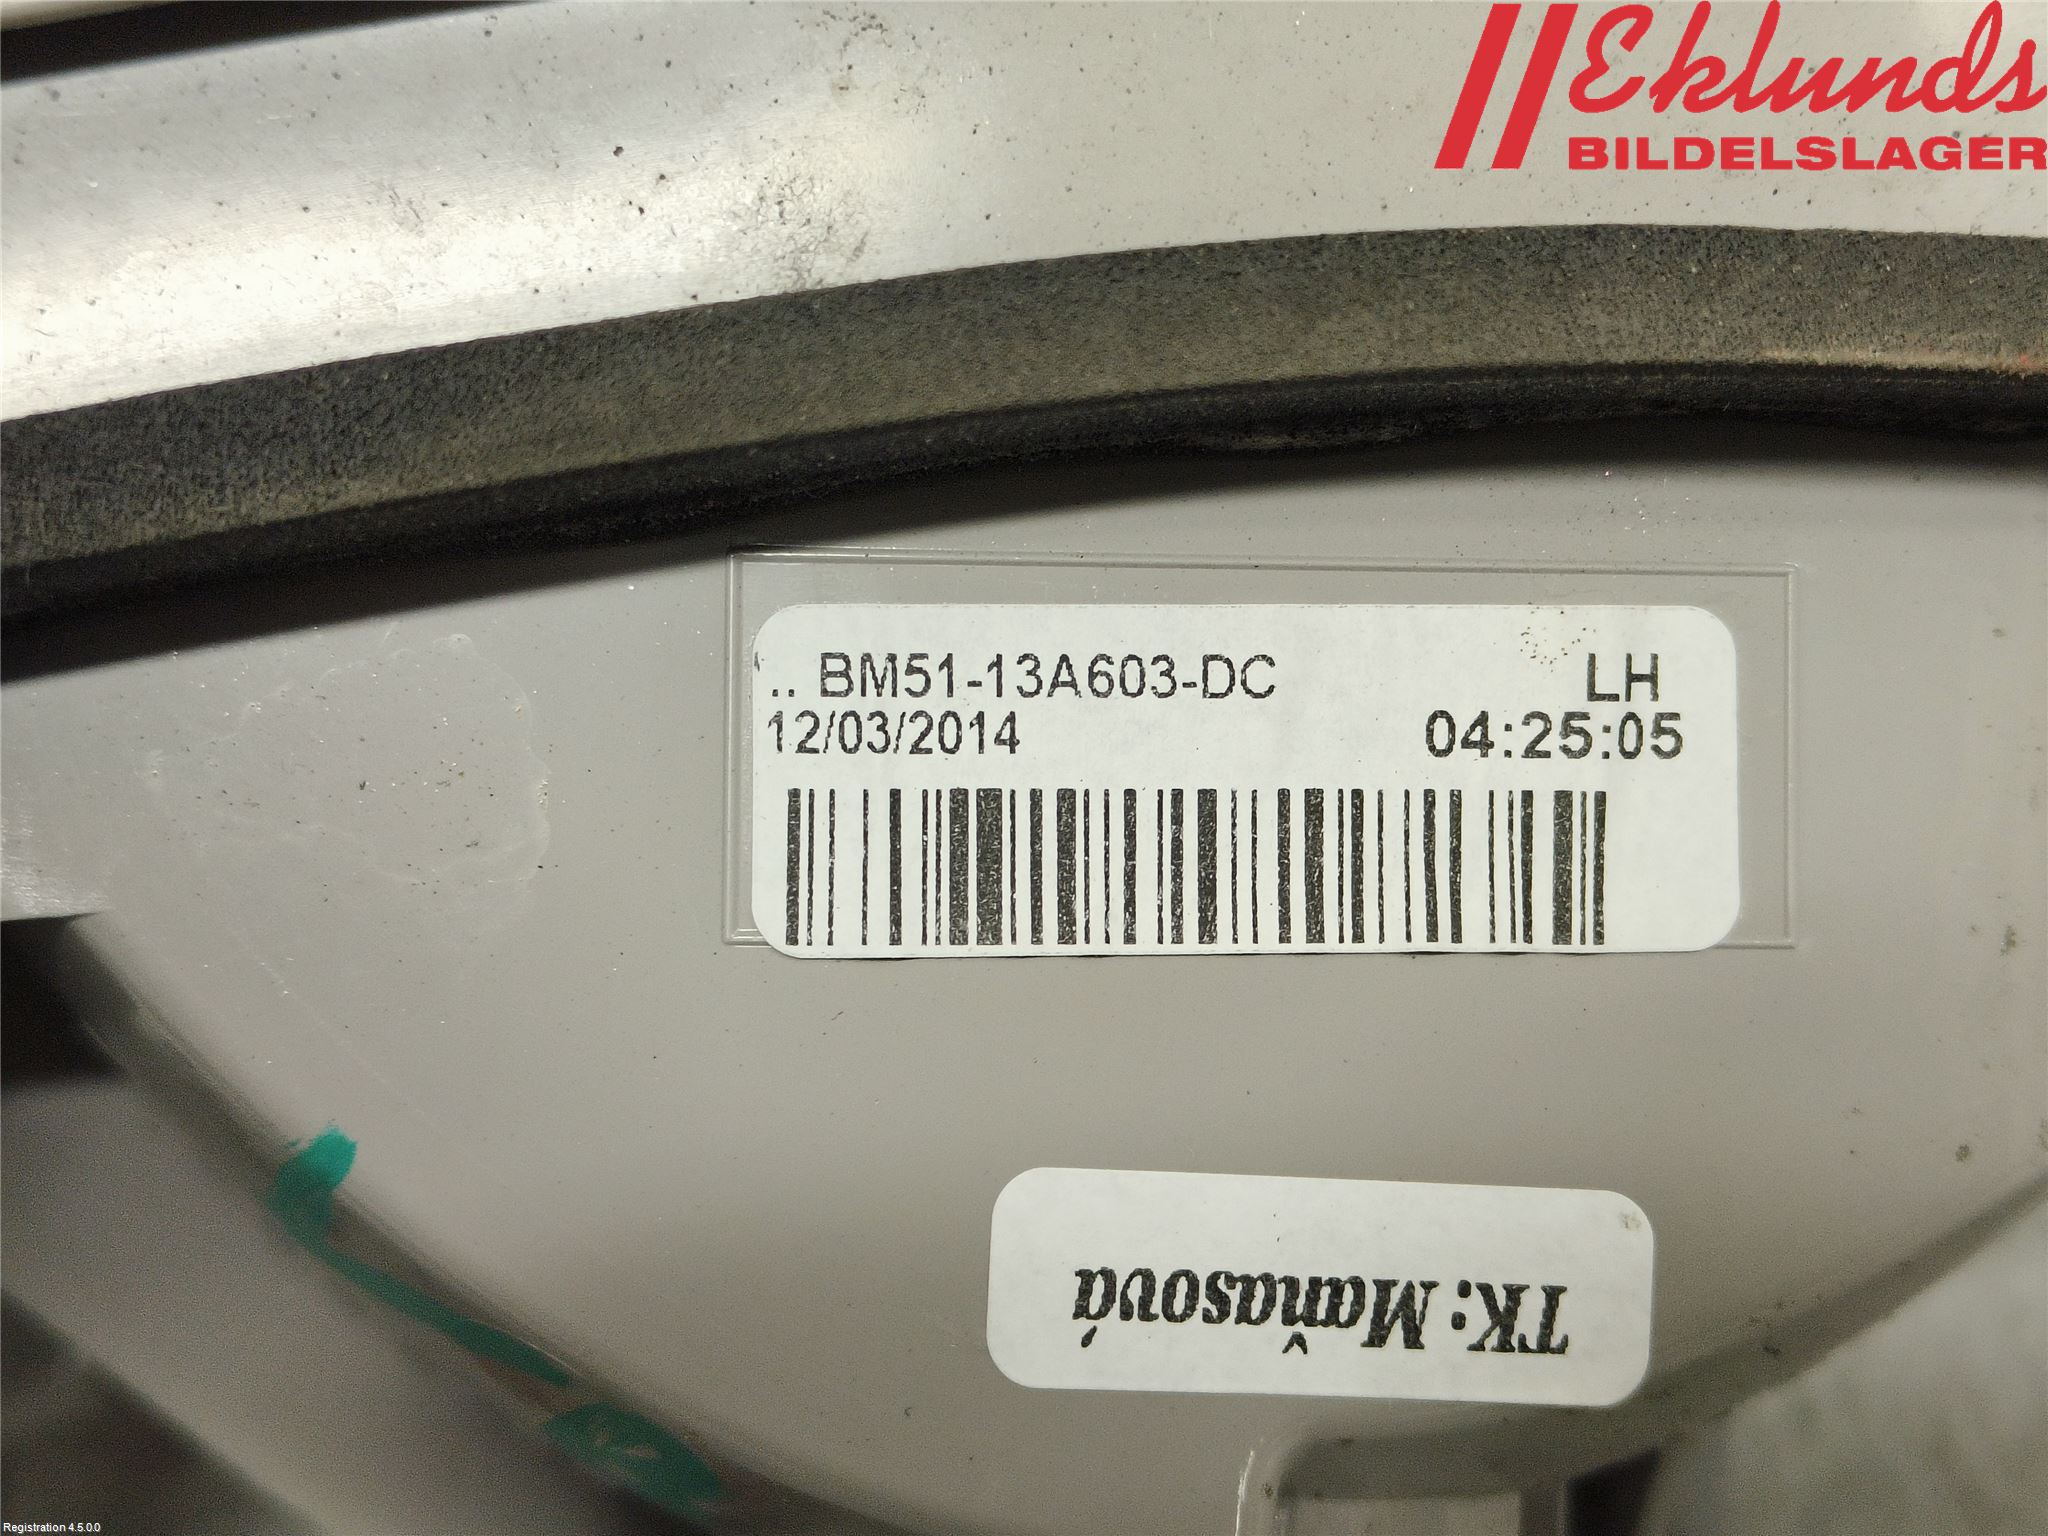 Eklunds
BILDELSLAGER
.. BM51-13A603-DC LH
12/03/2014 04:25:05
TK: Maňasová
Registration 4.5.0.0